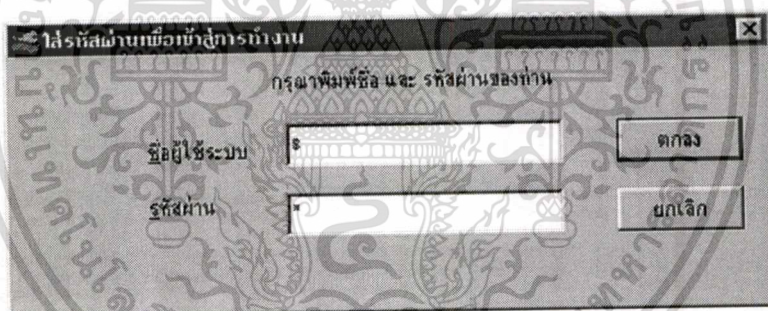 ใส่รหัสผ่านเพื่อเข้าสู่การทำงาน
กรุณาพิมพ์ชื่อ และ รหัสผ่านของท่าน
ชื่อผู้ใช้ระบบ s ตกลง
รหัสผ่าน * ยกเลิก